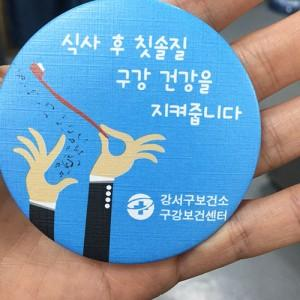 식사 후 칫솔질
구강 건강을
지켜줍니다
강서구보건소
구강보건센터